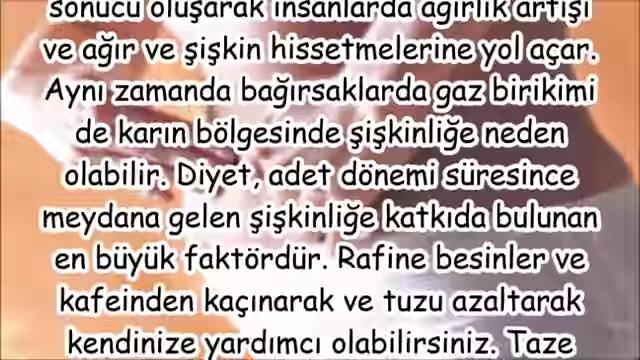 sonucu oluşarak insanlarda ağırlık artışı
ve ağır ve şişkin hissetmelerine yol açar.
Aynı zamanda bağırsaklarda gaz birikimi
de karın bölgesinde şişkinliğe neden
olabilir. Diyet, adet dönemi süresince
meydana gelen şişkinliğe katkıda bulunan
en büyük faktördür. Rafine besinler ve
kafeinden kaçınarak ve tuzu azaltarak
kendinize yardımcı olabilirsiniz. Taze